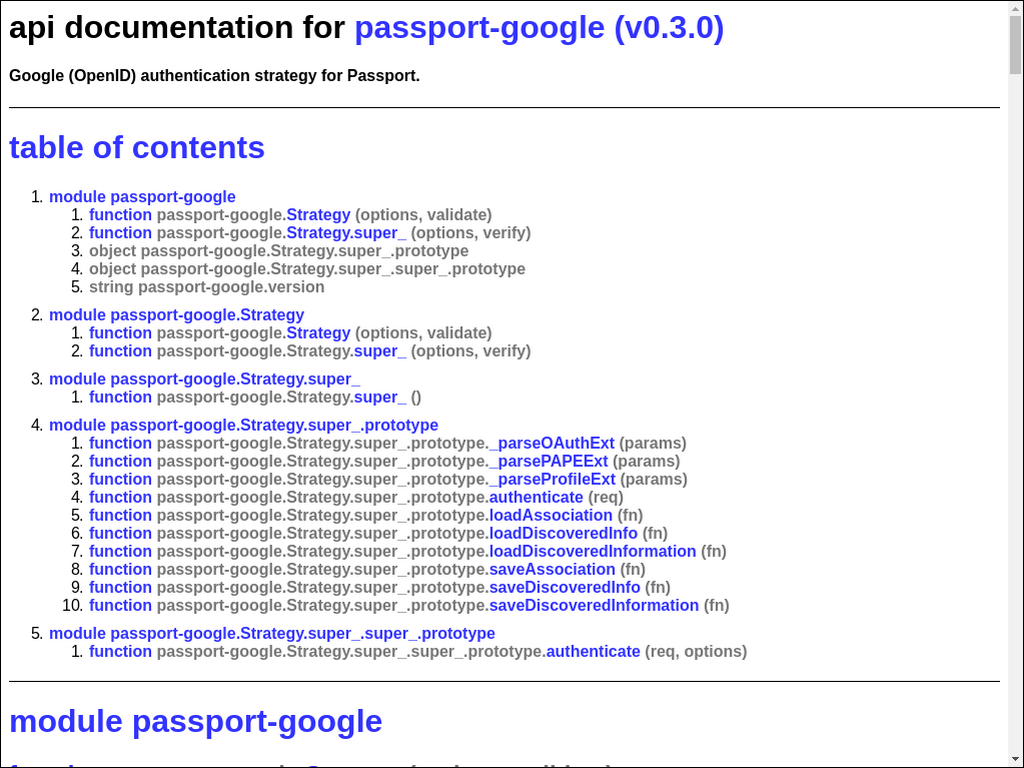 api documentation for passport-google (v0.3.0)
Google (OpenID) authentication strategy for Passport.
table of contents
1. module passport-google
1. function passport-google.Strategy (options, validate)
2. function passport-google.Strategy.super_ (options, verify)
3. object passport-google.Strategy.super_.prototype
4. object passport-google.Strategy.super_.super_.prototype
5. string passport-google.version
2. module passport-google.Strategy
1. function passport-google.Strategy.Strategy (options, validate)
2. function passport-google.Strategy.super_ (options, verify)
3. module passport-google.Strategy.super_
1. function passport-google.Strategy.super_ ()
4. module passport-google.Strategy.super_.prototype
1. function passport-google.Strategy.super_.prototype._parseOAuthExt (params)
2. function passport-google.Strategy.super_.prototype._parsePAPEExt (params)
3. function passport-google.Strategy.super_.prototype._parseProfileExt (params)
4. function passport-google.Strategy.super_.prototype.authenticate (req)
5. function passport-google.Strategy.super_.prototype.loadAssociation (fn)
6. function passport-google.Strategy.super_.prototype.loadDiscoveredInfo (fn)
7. function passport-google.Strategy.super_.prototype.loadDiscoveredInformation (fn)
8. function passport-google.Strategy.super_.prototype.saveAssociation (fn)
9. function passport-google.Strategy.super_.prototype.saveDiscoveredInfo (fn)
10. function passport-google.Strategy.super_.prototype.saveDiscoveredInformation (fn)
5. module passport-google.Strategy.super_.super_.prototype
1. function passport-google.Strategy.super_.super_.prototype.authenticate (req, options)
module passport-google